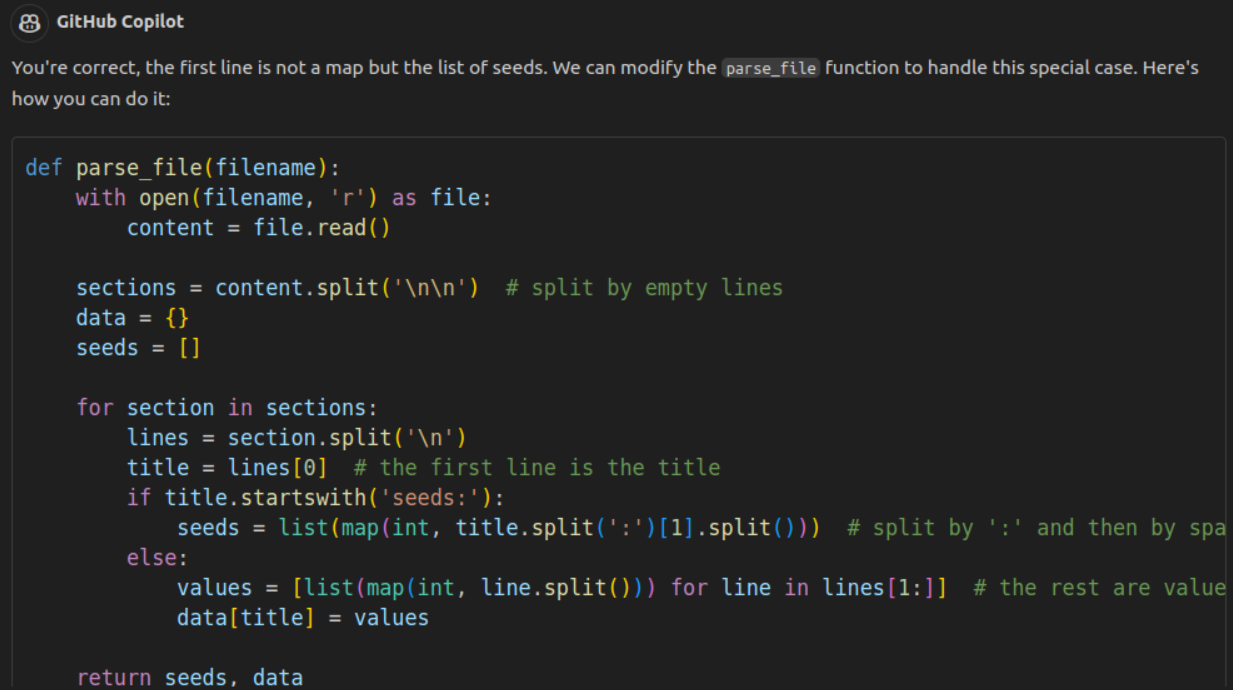 GitHub Copilot
You're correct, the first line is not a map but the list of seeds. We can modify the parse_file function to handle this special case. Here's
how you can do it:
def parse_file(filename):
    with open(filename, 'r') as file:
        content = file.read()

    sections = content.split('\n\n')  # split by empty lines
    data = {}
    seeds = []

    for section in sections:
        lines = section.split('\n')
        title = lines[0]  # the first line is the title
        if title.startswith('seeds:'):
            seeds = list(map(int, title.split(':')[1].split()))  # split by ':' and then by spa
        else:
            values = [list(map(int, line.split())) for line in lines[1:]]  # the rest are value
            data[title] = values

    return seeds, data